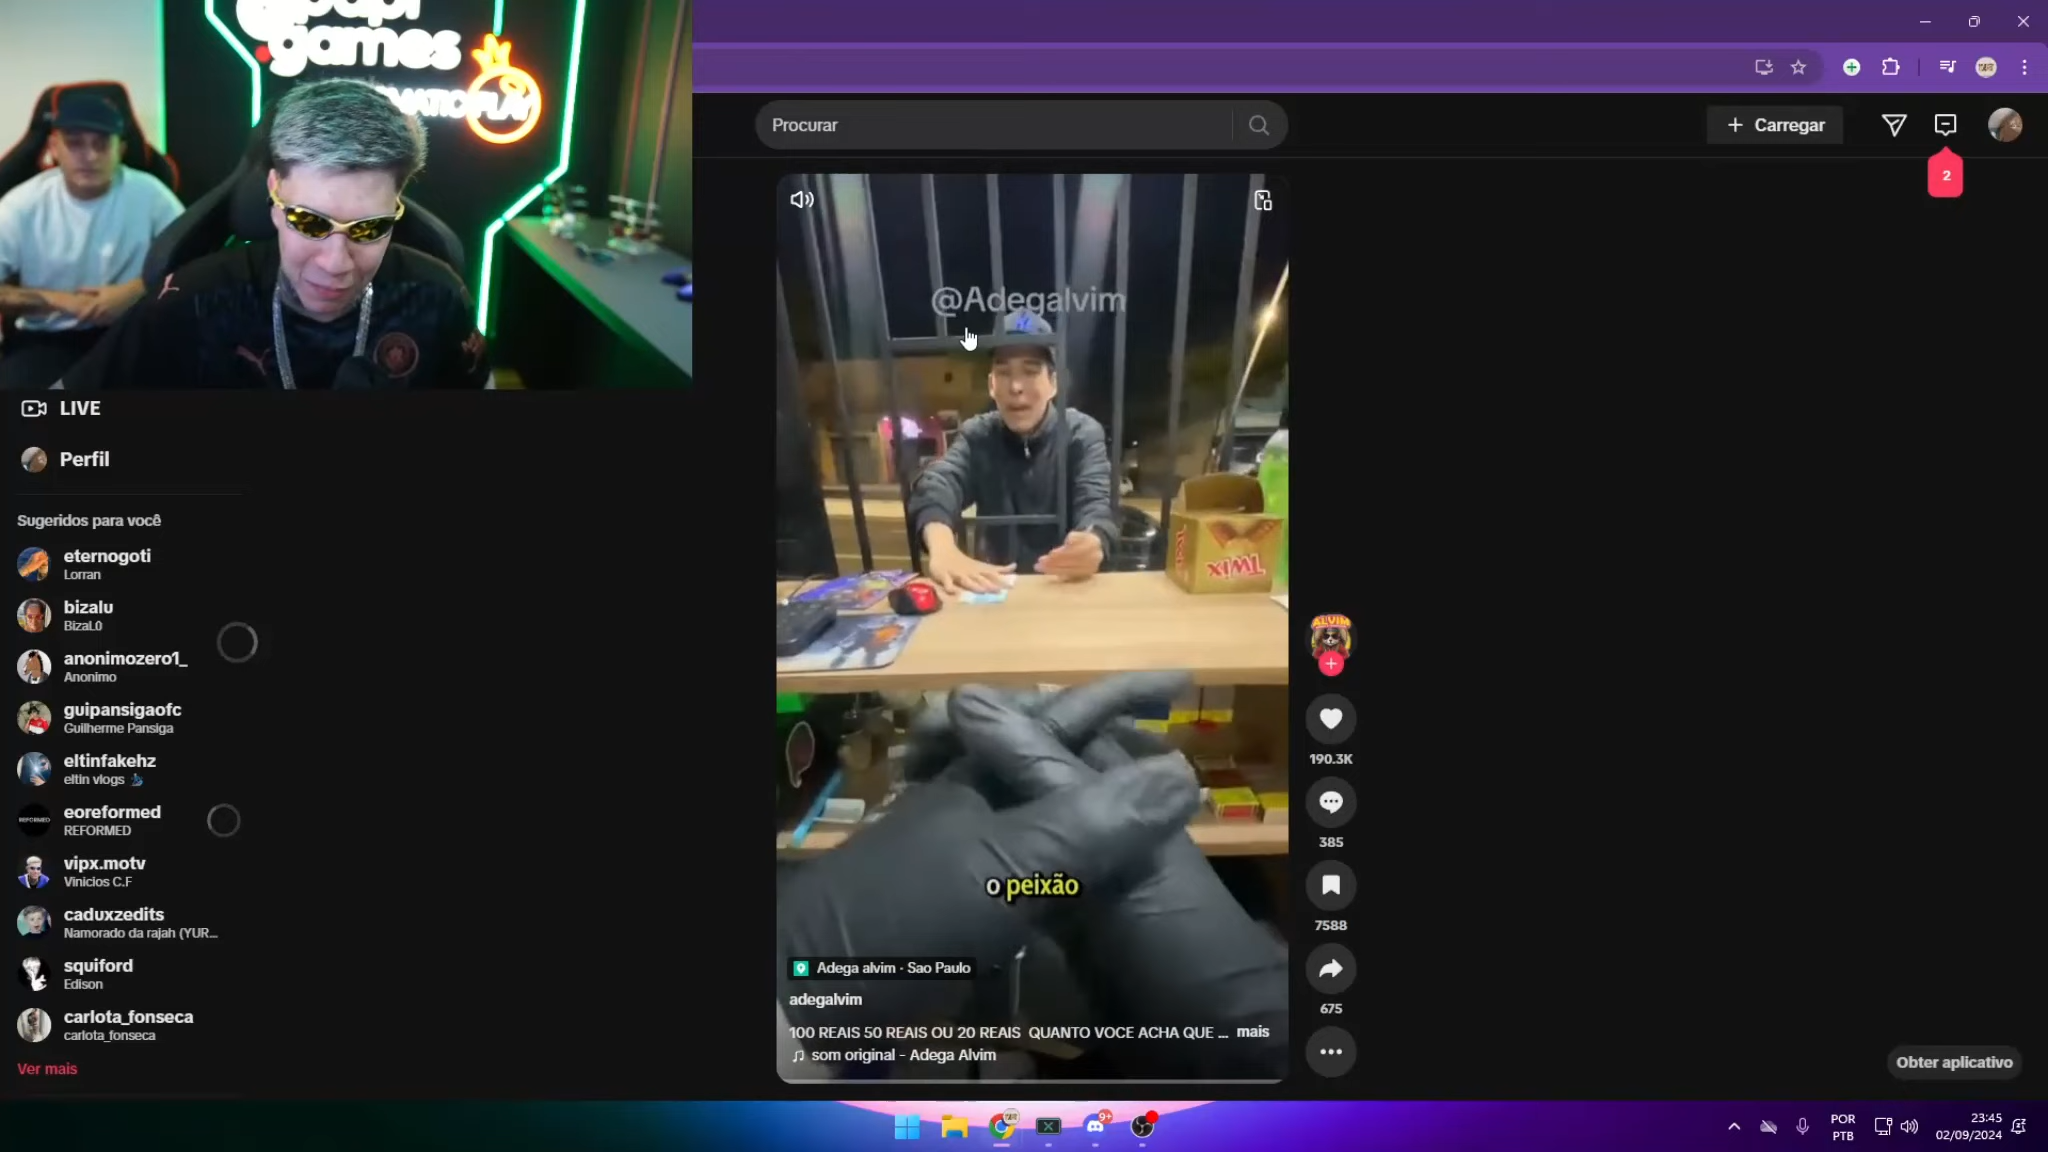 games
Procurar
Carregar
2
@Adegalvim
TWIX
LIVE
Perfil
Sugeridos para você
eternogoti
Lorran
bizalu
BizaL0
anonimozero1_
Anonimo
guipansigaofc
Guilherme Pansiga
eltinfakehz
eltin vlogs
eoreformed
REFORMED
vipx.motv
Vinicios C.F
caduxzedits
Namorado da rajah (YUR...
squiford
Edison
carlota_fonseca
carlota_fonseca
Ver mais
ALVIM
190.3K
385
7588
675
o peixão
Adega alvim · Sao Paulo
adegalvim
100 REAIS 50 REAIS OU 20 REAIS QUANTO VOCE ACHA QUE ... mais
som original - Adega Alvim
Obter aplicativo
9+
POR
PTB
23:45
02/09/2024